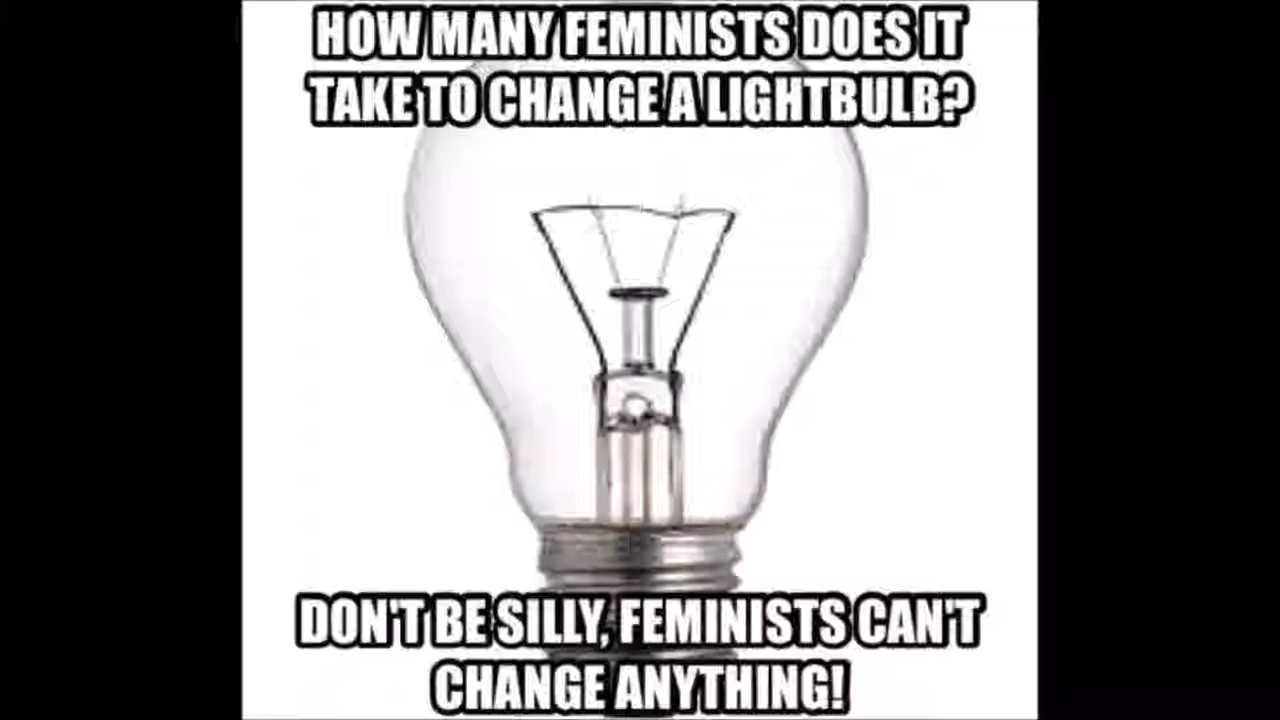 HOW MANY FEMINISTS DOES IT
TAKE TO CHANGE A LIGHTBULB?
DON'T BE SILLY, FEMINISTS CAN'T
CHANGE ANYTHING!